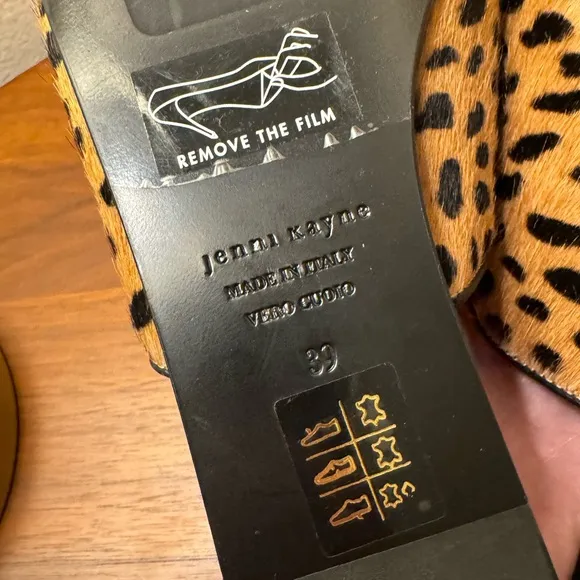 REMOVE THE FILM
Jenni Kayne
MADE IN ITALY
VERO CUOIO
39